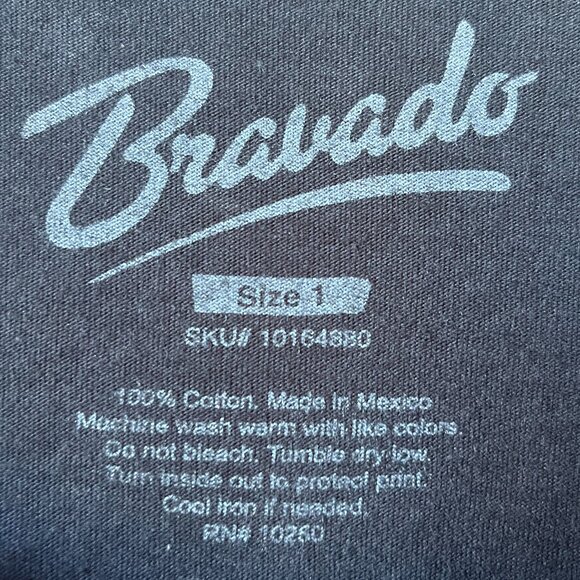 Bravado
Size 1
SKU# 10164880
100% Cotton. Made In Mexico
Machine wash warm with like colors.
Do not bleach. Tumble dry low.
Turn inside out to protect print.
Cool iron if needed.
RN# 10260